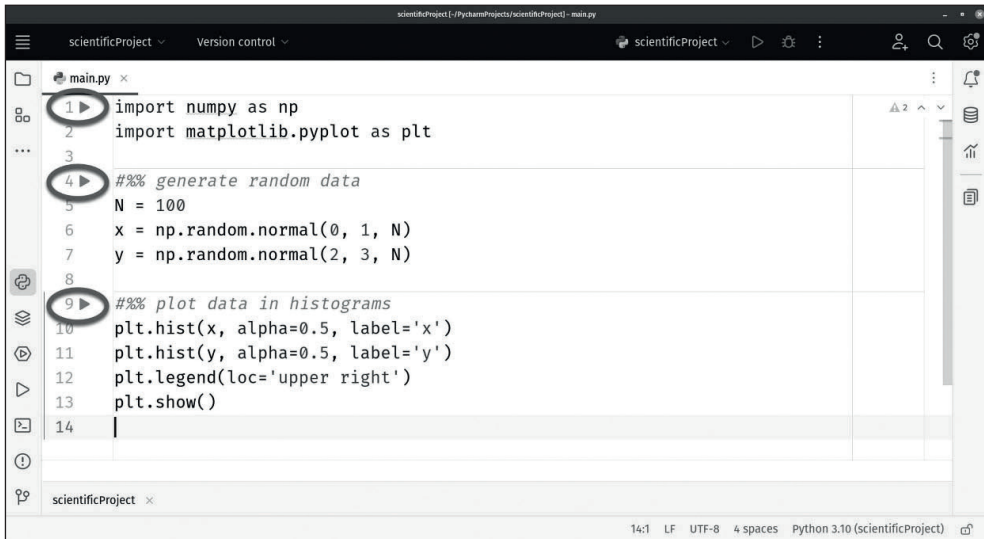 scientificProject [~/PycharmProjects/scientificProject] – main.py
scientificProject Version control scientificProject
main.py ×
1 import numpy as np
2 import matplotlib.pyplot as plt
3
4 #%% generate random data
5 N = 100
6 x = np.random.normal(0, 1, N)
7 y = np.random.normal(2, 3, N)
8
9 #%% plot data in histograms
10 plt.hist(x, alpha=0.5, label='x')
11 plt.hist(y, alpha=0.5, label='y')
12 plt.legend(loc='upper right')
13 plt.show()
14
2
scientificProject ×
14:1 LF UTF-8 4 spaces Python 3.10 (scientificProject)